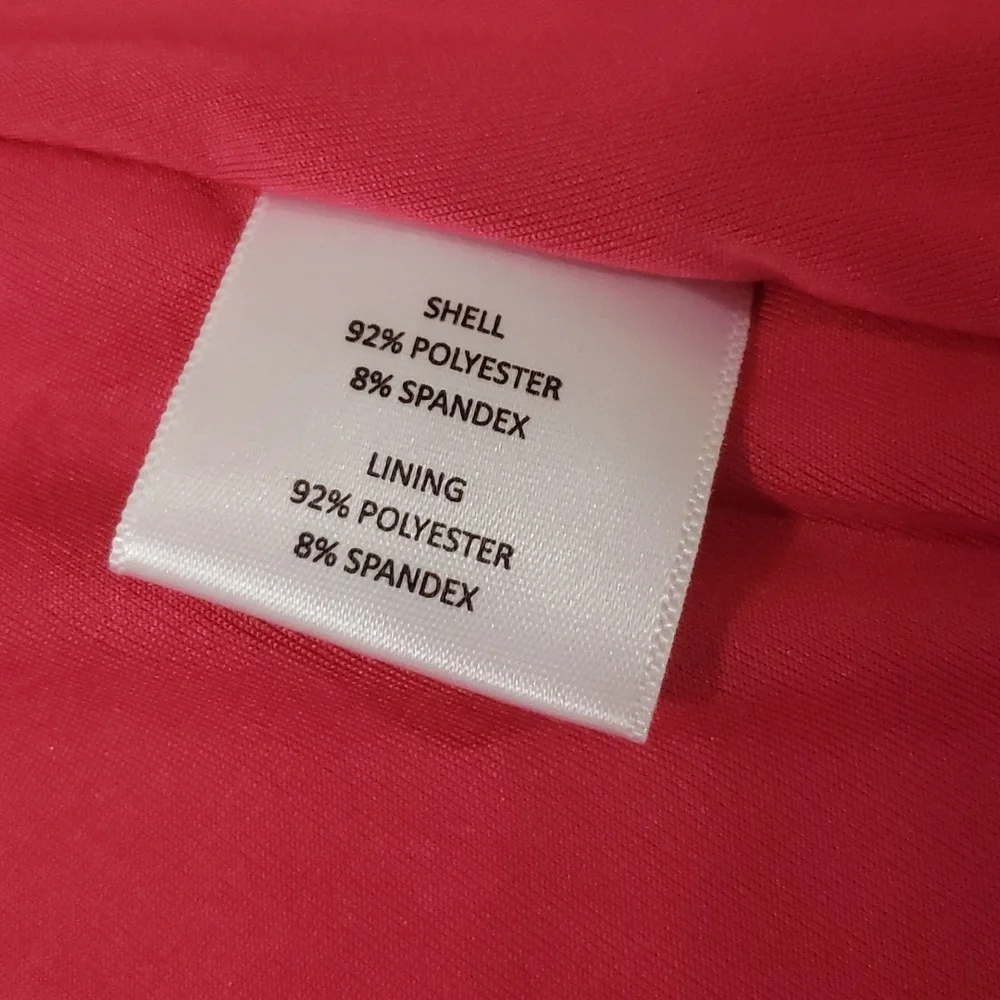 SHELL
92% POLYESTER
8% SPANDEX
LINING
92% POLYESTER
8% SPANDEX